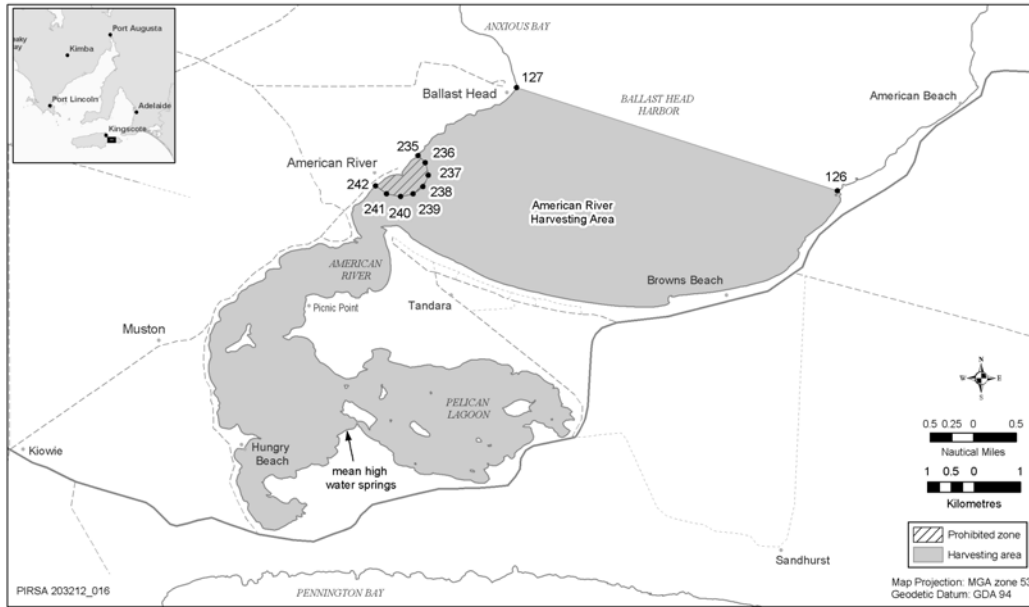 Port Augusta
Kimba
Port Lincoln
Adelaide
Kingscote
ANXIOUS BAY
127
Ballast Head
BALLAST HEAD
HARBOR
American Beach
235
236
American River
237
242
238
126
241
240
239
American River
Harvesting Area
AMERICAN
RIVER
Browns Beach
Picnic Point
Tandara
Muston
PELICAN
LAGOON
Hungry
Beach
Kiowie
mean high
water springs
N
W
E
S
0.5 0.25 0 0.5
Nautical Miles
1 0.5 0 1
Kilometres
Prohibited zone
Harvesting area
Sandhurst
PIRSA 203212_016
PENNINGTON BAY
Map Projection: MGA zone 53
Geodetic Datum: GDA 94